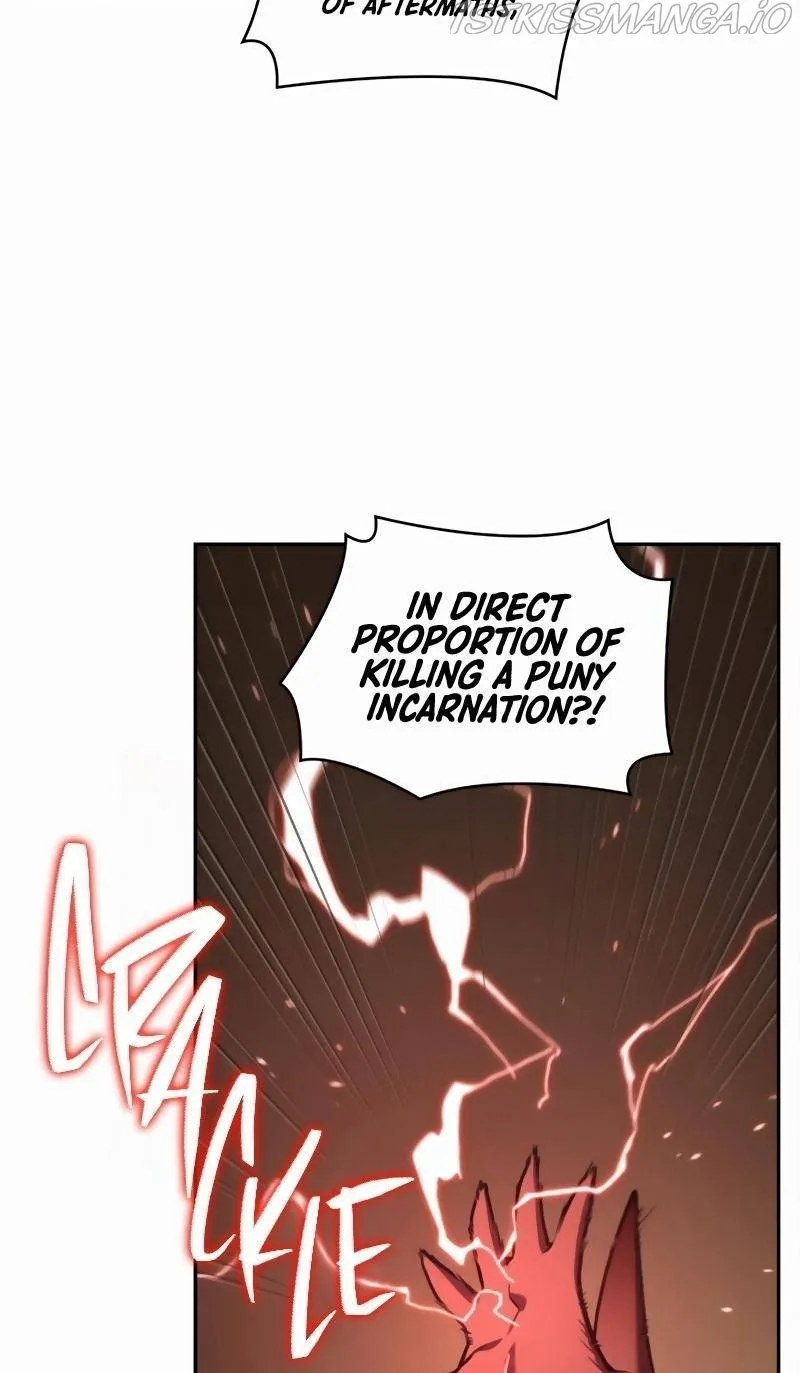 OF AFTERMATHS,
1STKISSMANGA.IO
IN DIRECT
PROPORTION OF
KILLING A PUNY
INCARNATION?!
CRACKLE